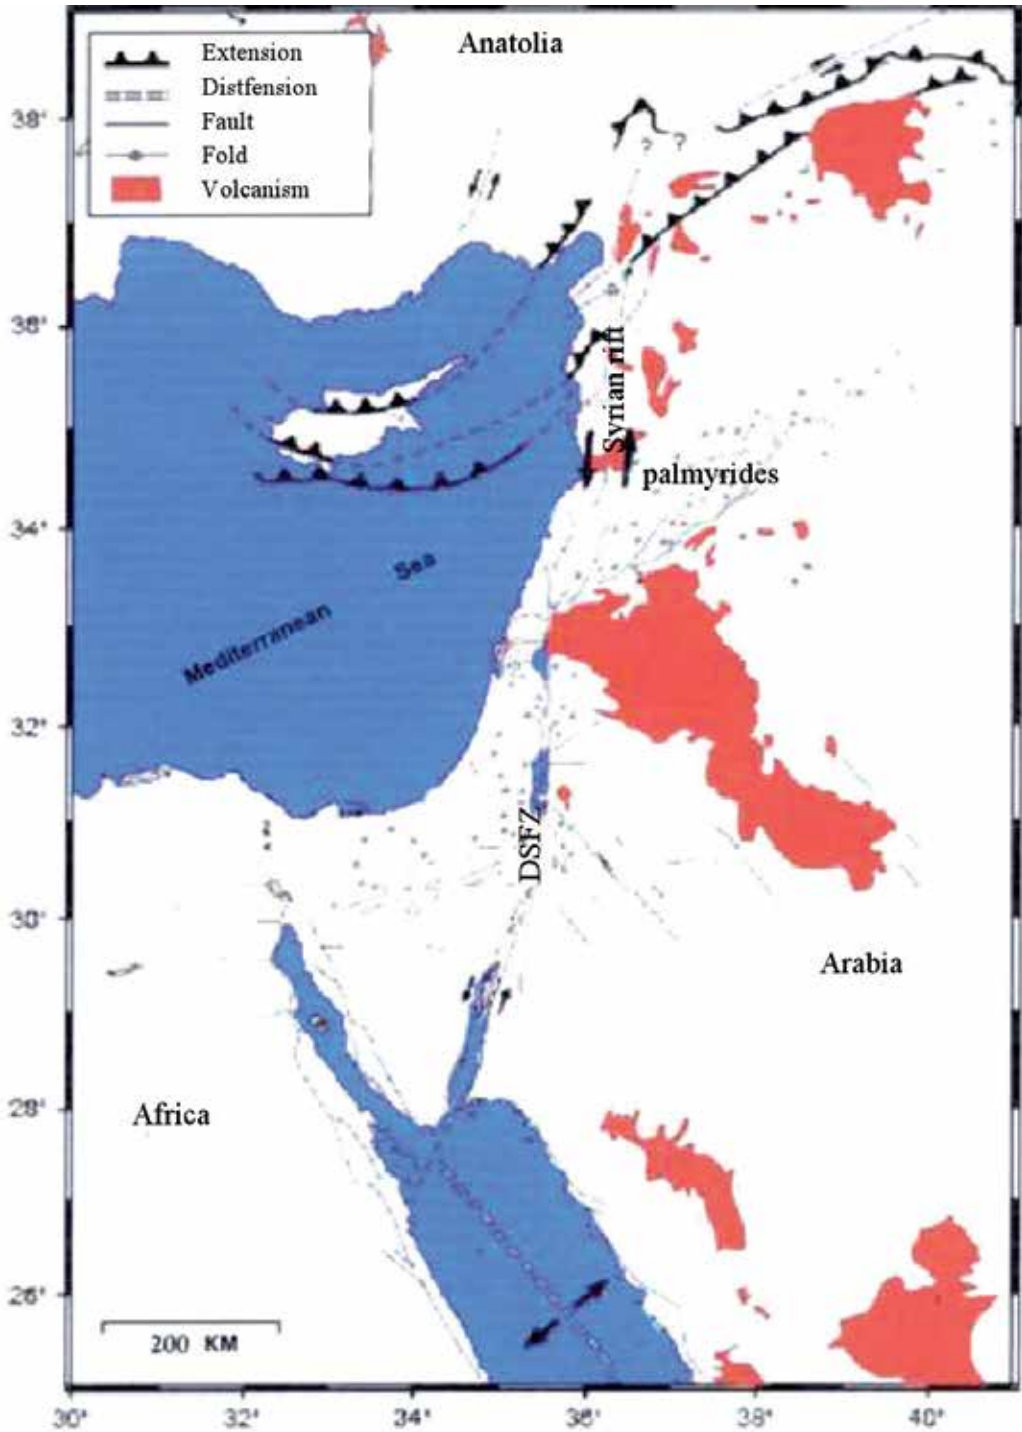 Anatolia
Extension
Distfension
Fault
Fold
Volcanism
38°
? ?
36°
Syrian rift
palmyrides
34°
Mediterranean Sea
32°
DSFZ
30°
Arabia
28°
Africa
26°
200 KM
30° 32° 34° 36° 38° 40°